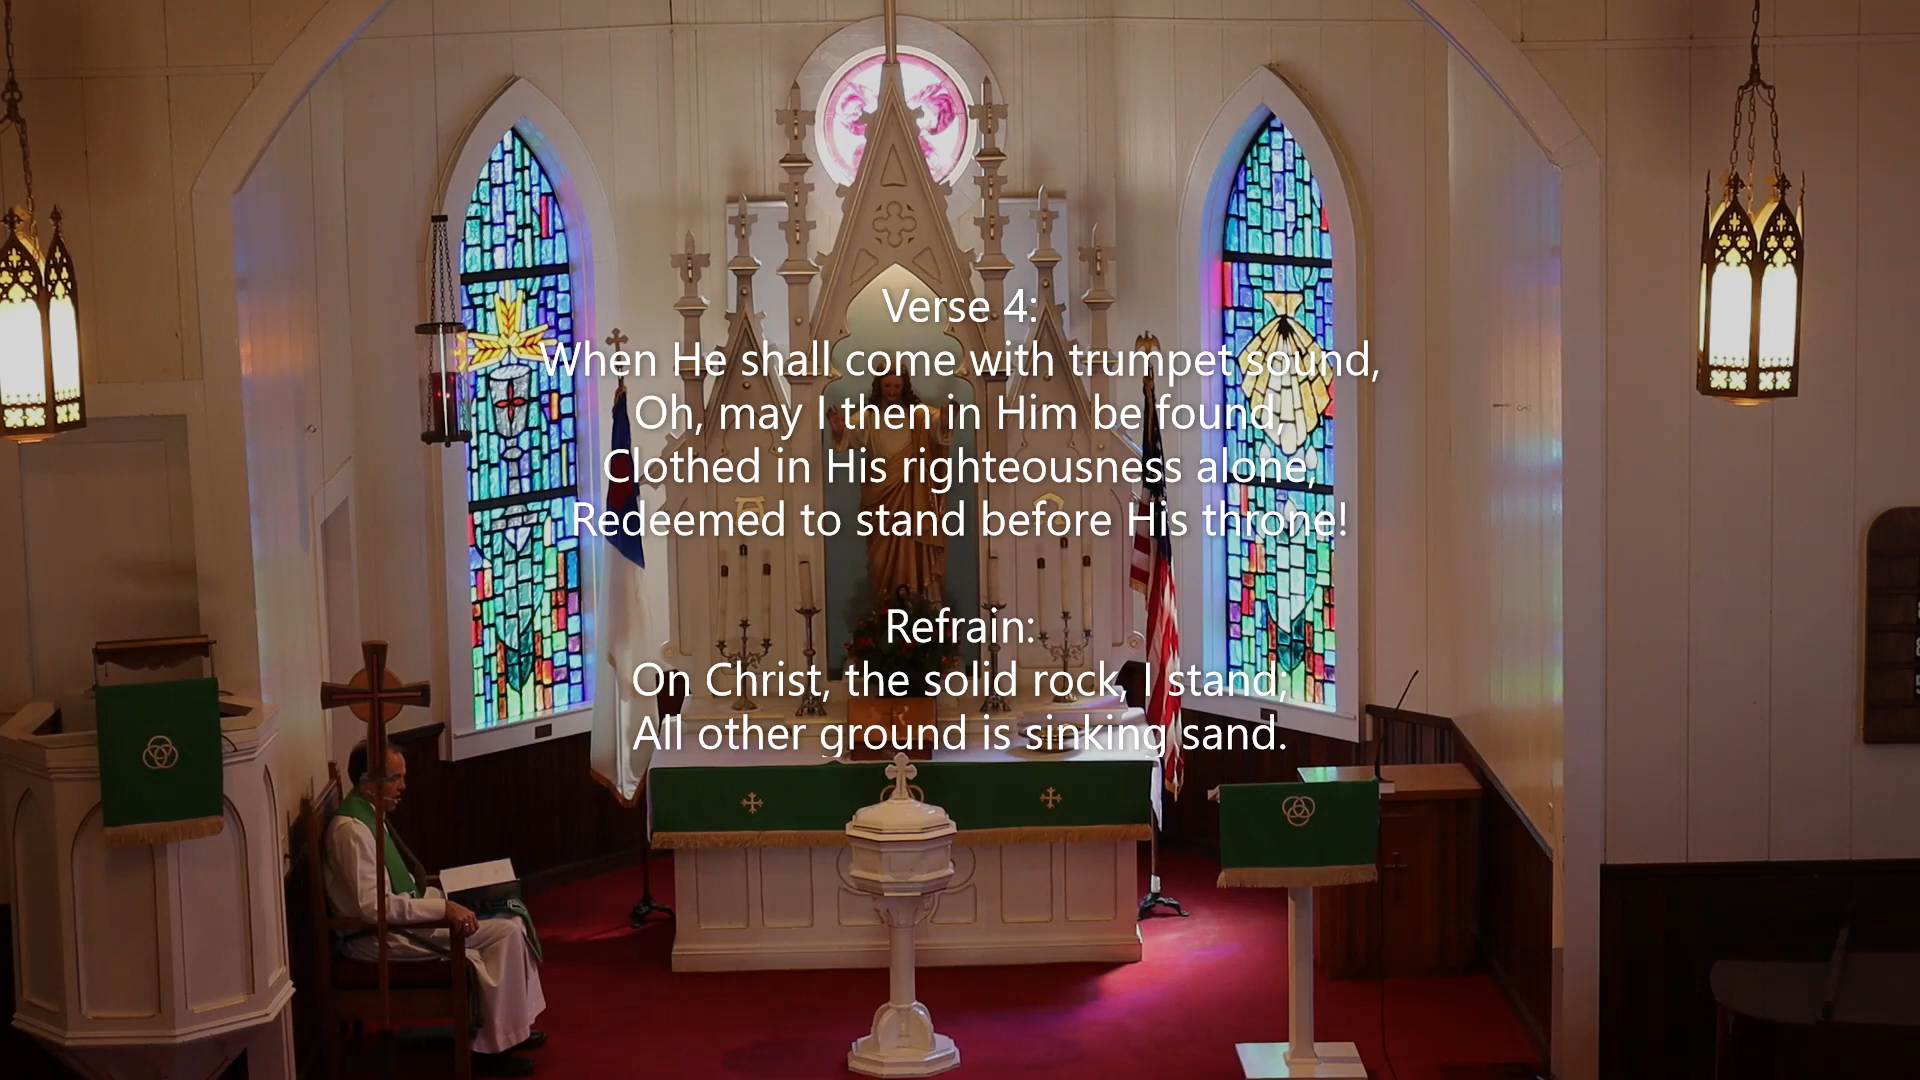 Verse 4:
When He shall come with trumpet sound,
Oh, may I then in Him be found,
Clothed in His righteousness alone,
Redeemed to stand before His throne!
Refrain:
On Christ, the solid rock, I stand;
All other ground is sinking sand.